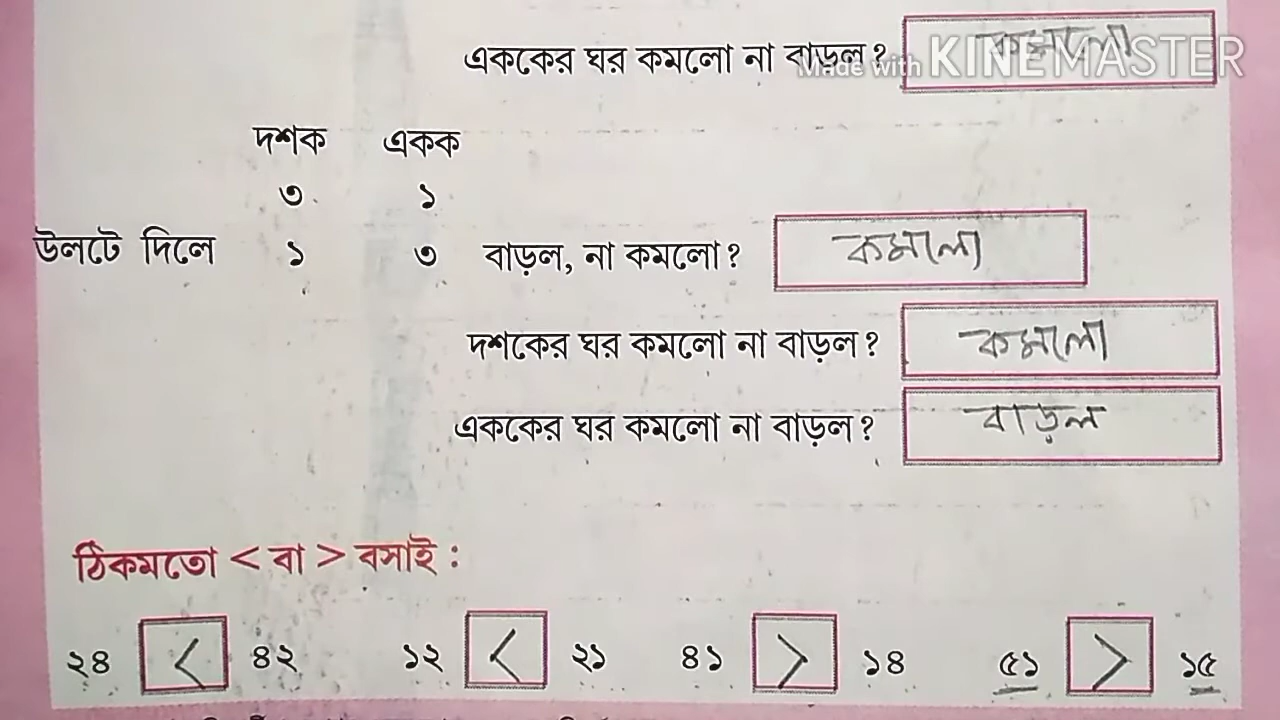 এককের ঘর কমলো না বাড়ল? কমলো
Made with KINEMASTER
দশক একক
৩ ১
উলটে দিলে ১ ৩ বাড়ল, না কমলো? কমলো
দশকের ঘর কমলো না বাড়ল? কমলো
এককের ঘর কমলো না বাড়ল? বাড়ল
ঠিকমতো < বা > বসাই :
২৪ < ৪২ ১২ < ২১ ৪১ > ১৪ ৫১ > ১৫